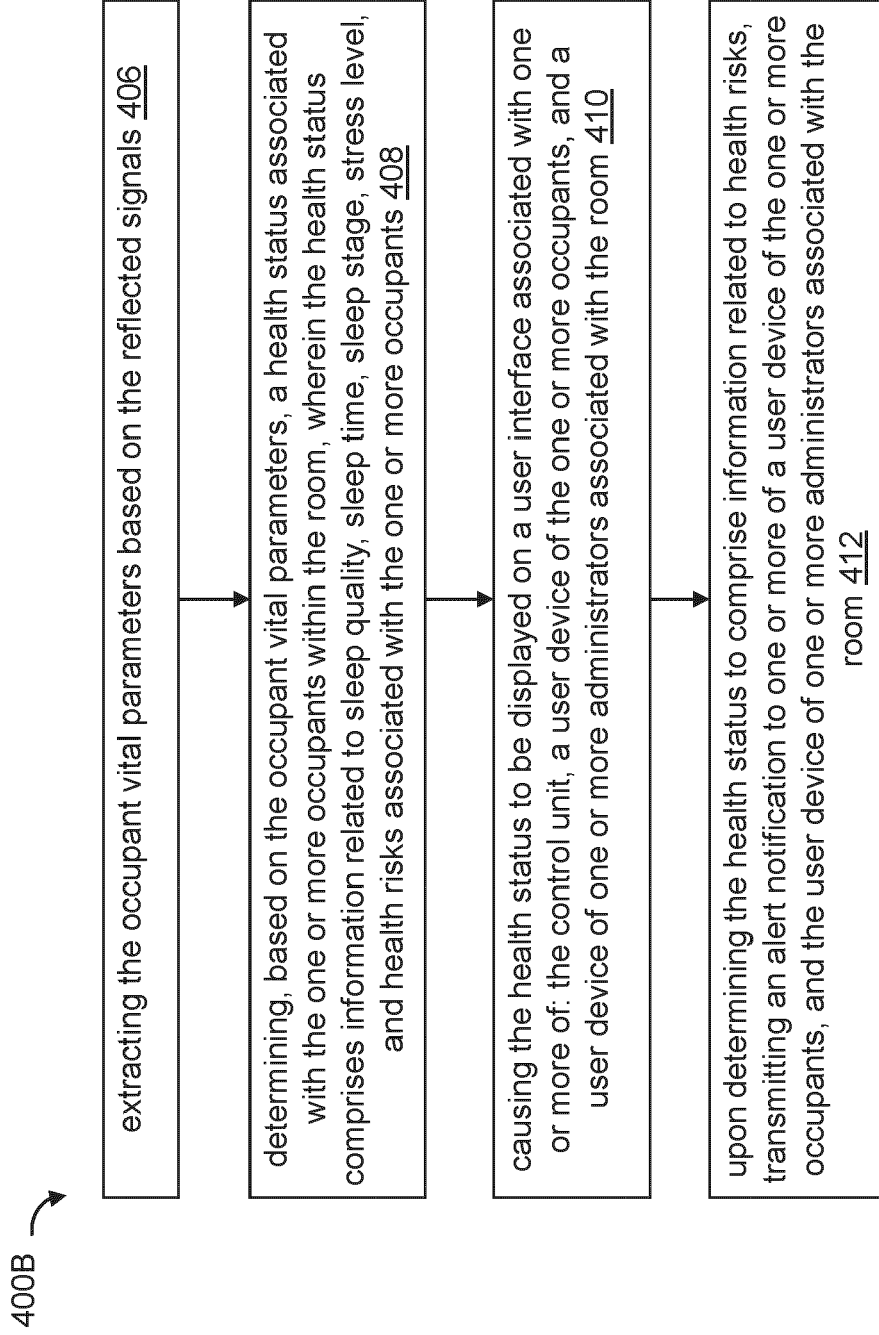 400B
extracting the occupant vital parameters based on the reflected signals 406
determining, based on the occupant vital parameters, a health status associated
with the one or more occupants within the room, wherein the health status
comprises information related to sleep quality, sleep time, sleep stage, stress level,
and health risks associated with the one or more occupants 408
causing the health status to be displayed on a user interface associated with one
or more of: the control unit, a user device of the one or more occupants, and a
user device of one or more administrators associated with the room 410
upon determining the health status to comprise information related to health risks,
transmitting an alert notification to one or more of a user device of the one or more
occupants, and the user device of one or more administrators associated with the
room 412